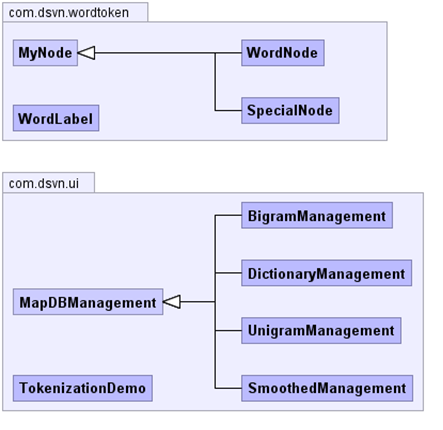 com.dsvn.wordtoken
MyNode
WordNode
SpecialNode
WordLabel
com.dsvn.ui
BigramManagement
DictionaryManagement
MapDBManagement
UnigramManagement
TokenizationDemo
SmoothedManagement